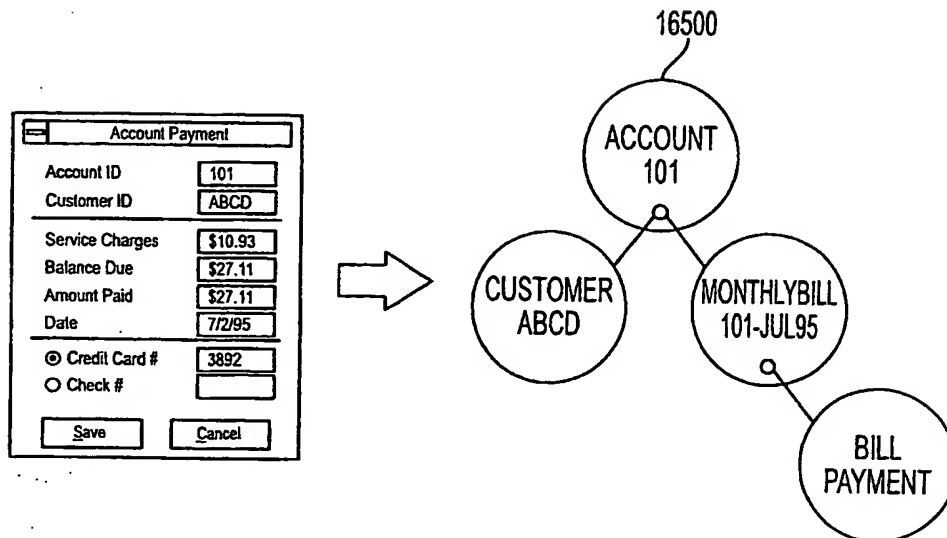 16500
Account Payment
Account ID 101
Customer ID ABCD
Service Charges $10.93
Balance Due $27.11
Amount Paid $27.11
Date 7/2/95
Credit Card # 3892
Check #
Save Cancel
ACCOUNT
101
CUSTOMER
ABCD
MONTHLYBILL
101-JUL95
BILL
PAYMENT